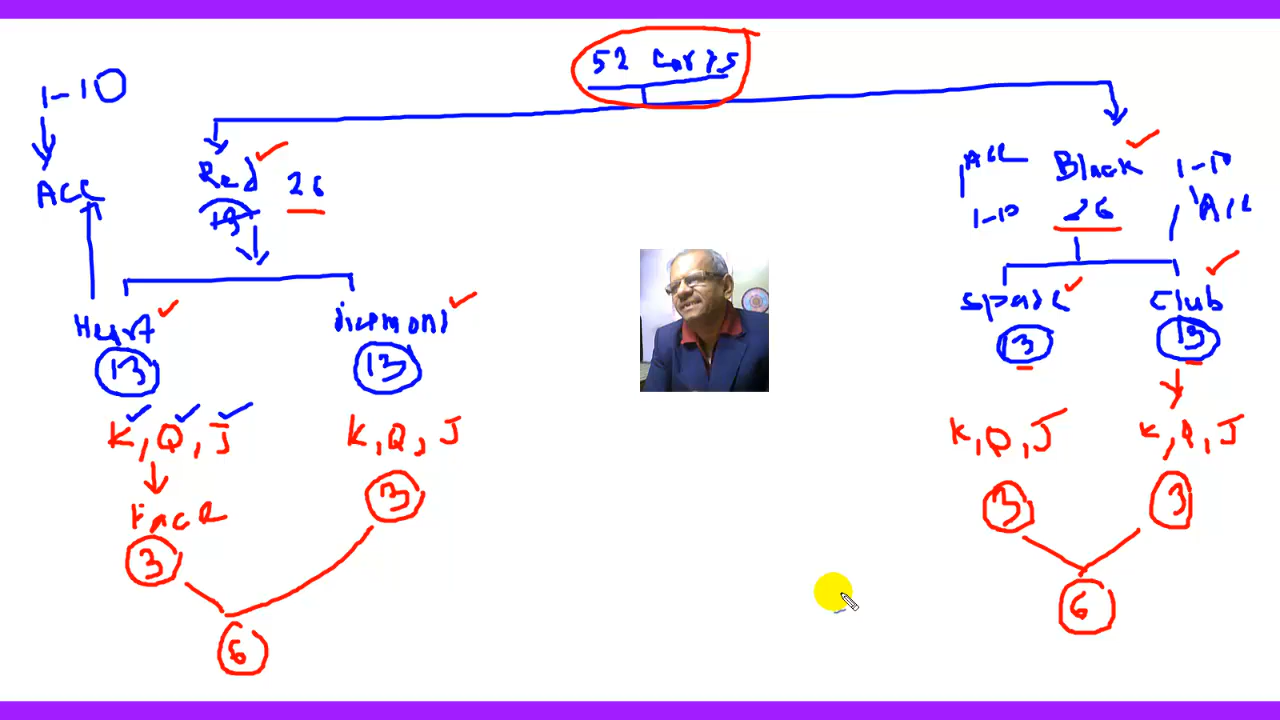 52 Cards
1-10
Ace
Red 26
Ace Black 1-10
1-10 26 Ace
Heart diamond
13 13
spade club
13 13
K, Q, J K, Q, J
K, Q, J K, Q, J
Face
3 3
3 3
6 6